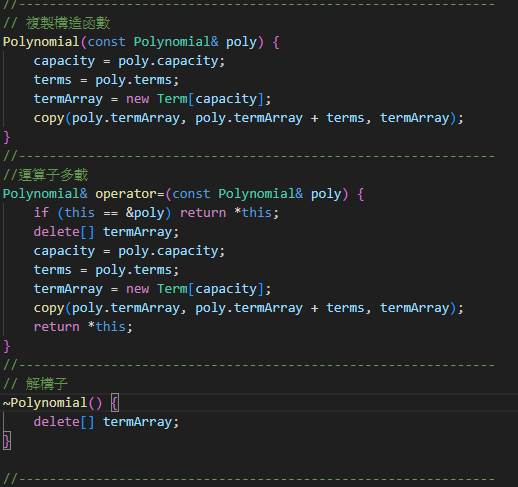 //--------------------------------------------------------------
// 複製構造函數
Polynomial(const Polynomial& poly) {
    capacity = poly.capacity;
    terms = poly.terms;
    termArray = new Term[capacity];
    copy(poly.termArray, poly.termArray + terms, termArray);
}
//--------------------------------------------------------------
//運算子多載
Polynomial& operator=(const Polynomial& poly) {
    if (this == &poly) return *this;
    delete[] termArray;
    capacity = poly.capacity;
    terms = poly.terms;
    termArray = new Term[capacity];
    copy(poly.termArray, poly.termArray + terms, termArray);
    return *this;
}
//--------------------------------------------------------------
// 解構子
~Polynomial() {
    delete[] termArray;
}
//--------------------------------------------------------------